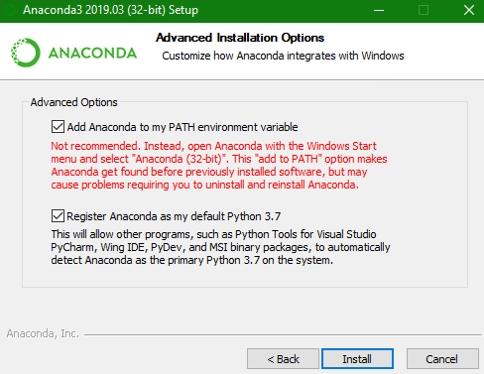 Anaconda3 2019.03 (32-bit) Setup
ANACONDA
Advanced Installation Options
Customize how Anaconda integrates with Windows
Advanced Options
Add Anaconda to my PATH environment variable
Not recommended. Instead, open Anaconda with the Windows Start
menu and select "Anaconda (32-bit)". This "add to PATH" option makes
Anaconda get found before previously installed software, but may
cause problems requiring you to uninstall and reinstall Anaconda.
Register Anaconda as my default Python 3.7
This will allow other programs, such as Python Tools for Visual Studio
PyCharm, Wing IDE, PyDev, and MSI binary packages, to automatically
detect Anaconda as the primary Python 3.7 on the system.
Anaconda, Inc.
< Back
Install
Cancel